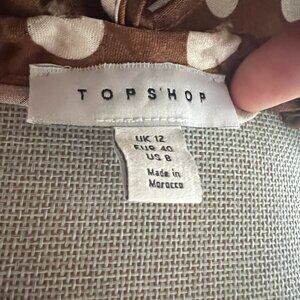 TOPSHOP
UK 12
EUR 40
US 8
Made in
Morocco